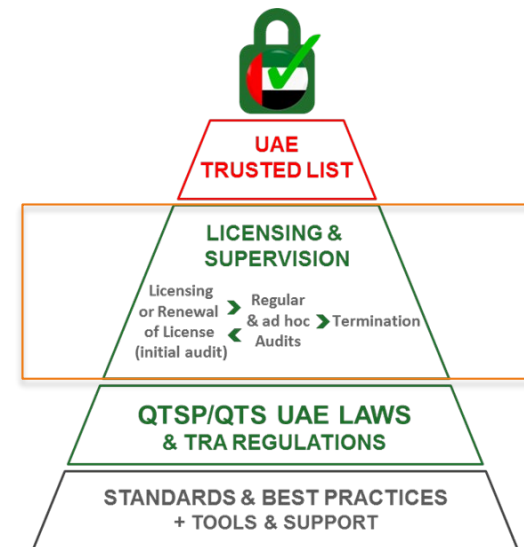 UAE
TRUSTED LIST
LICENSING &
SUPERVISION
Licensing
or Renewal
of License
(initial audit)
Regular
& ad hoc
Audits
Termination
QTSP/QTS UAE LAWS
& TRA REGULATIONS
STANDARDS & BEST PRACTICES
+ TOOLS & SUPPORT